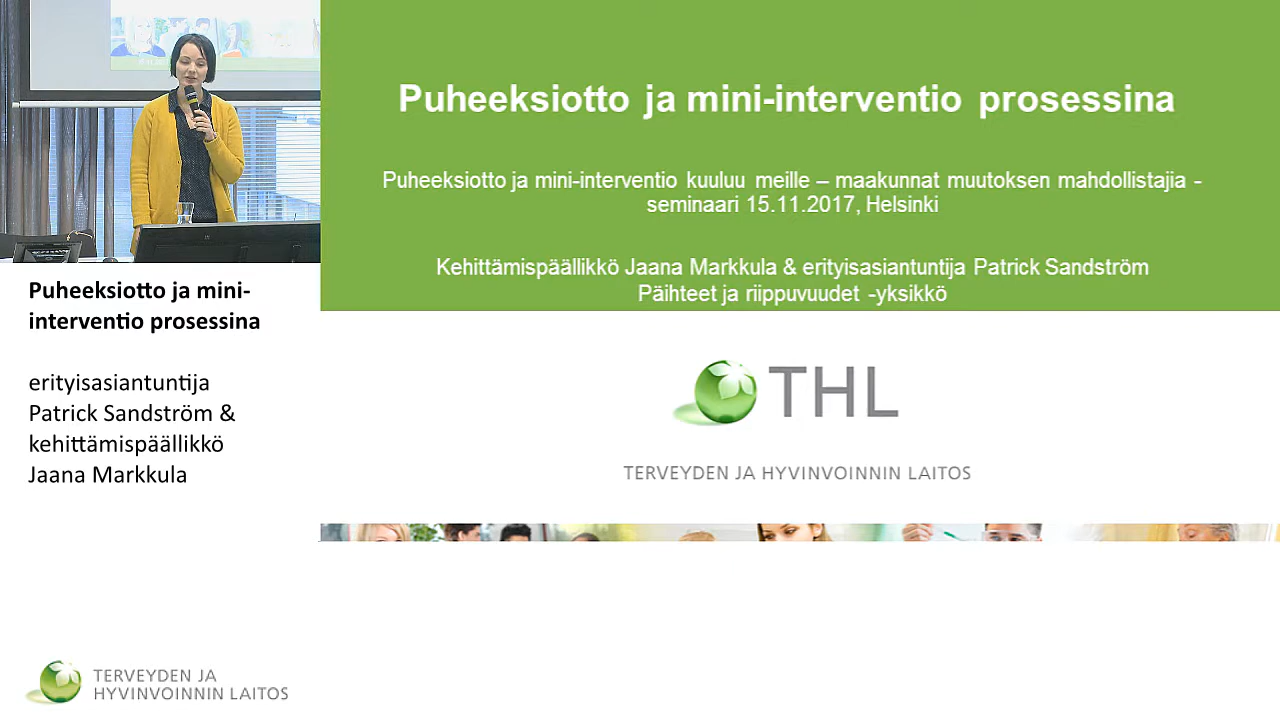 Puheeksiotto ja mini-interventio prosessina
Puheeksiotto ja mini-interventio kuuluu meille – maakunnat muutoksen mahdollistajia -
seminaari 15.11.2017, Helsinki
Kehittämispäällikkö Jaana Markkula & erityisasiantuntija Patrick Sandström
Päihteet ja riippuvuudet -yksikkö
THL
TERVEYDEN JA HYVINVOINNIN LAITOS
Puheeksiotto ja mini-
interventio prosessina
erityisasiantuntija
Patrick Sandström &
kehittämispäällikkö
Jaana Markkula
TERVEYDEN JA
HYVINVOINNIN LAITOS